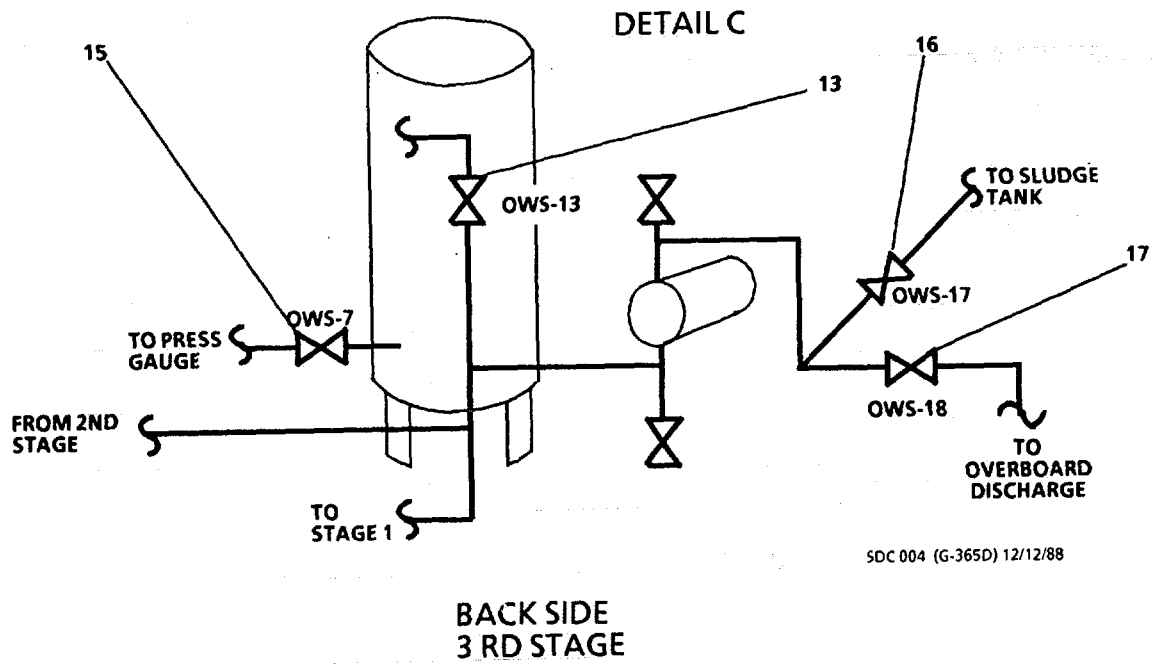 DETAIL C
15
16
13
TO SLUDGE
TANK
OWS-13
17
OWS-17
OWS-7
TO PRESS
GAUGE
OWS-18
FROM 2ND
STAGE
TO
OVERBOARD
DISCHARGE
TO
STAGE 1
SDC 004 (G-365D) 12/12/88
BACK SIDE
3 RD STAGE